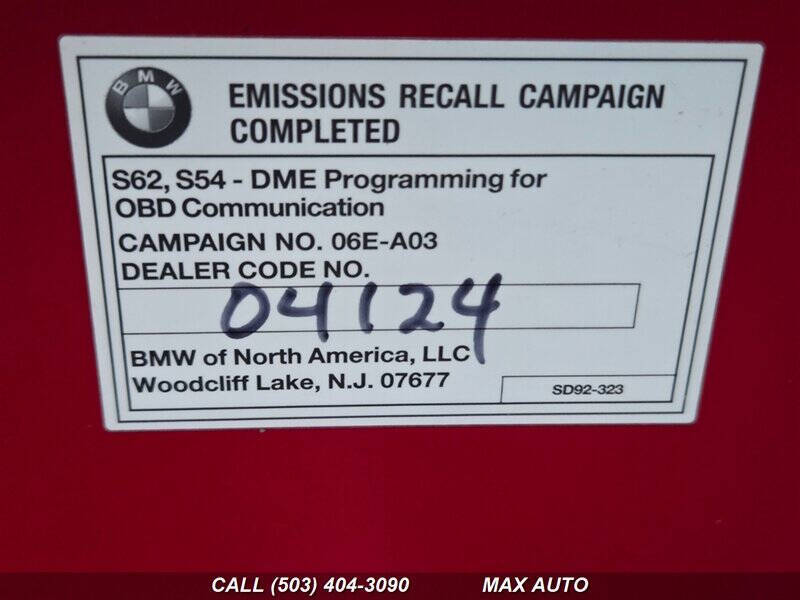 BMW
EMISSIONS RECALL CAMPAIGN
COMPLETED
S62, S54 - DME Programming for
OBD Communication
CAMPAIGN NO. 06E-A03
DEALER CODE NO.
04124
BMW of North America, LLC
Woodcliff Lake, N.J. 07677
SD92-323
CALL (503) 404-3090 MAX AUTO